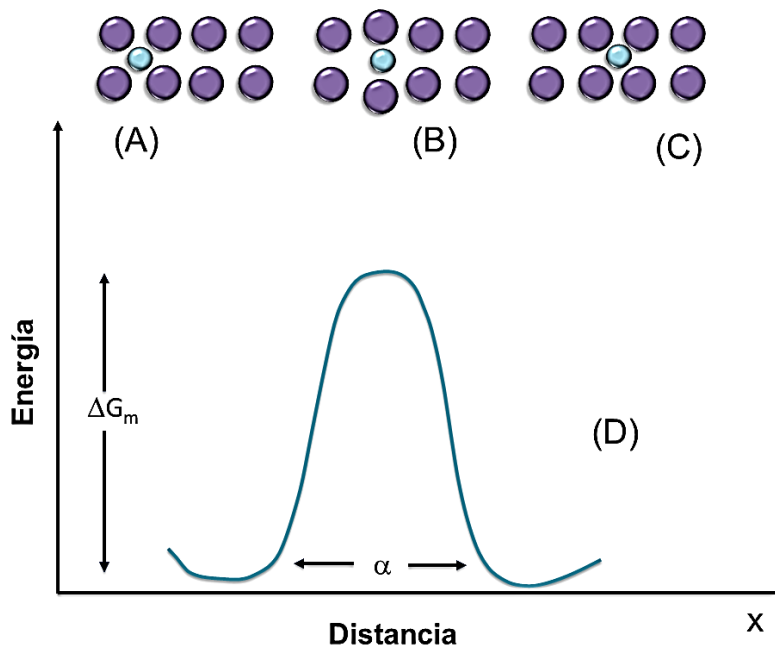 (A)
(B)
(C)
Energía
ΔGₘ
(D)
α
x
Distancia